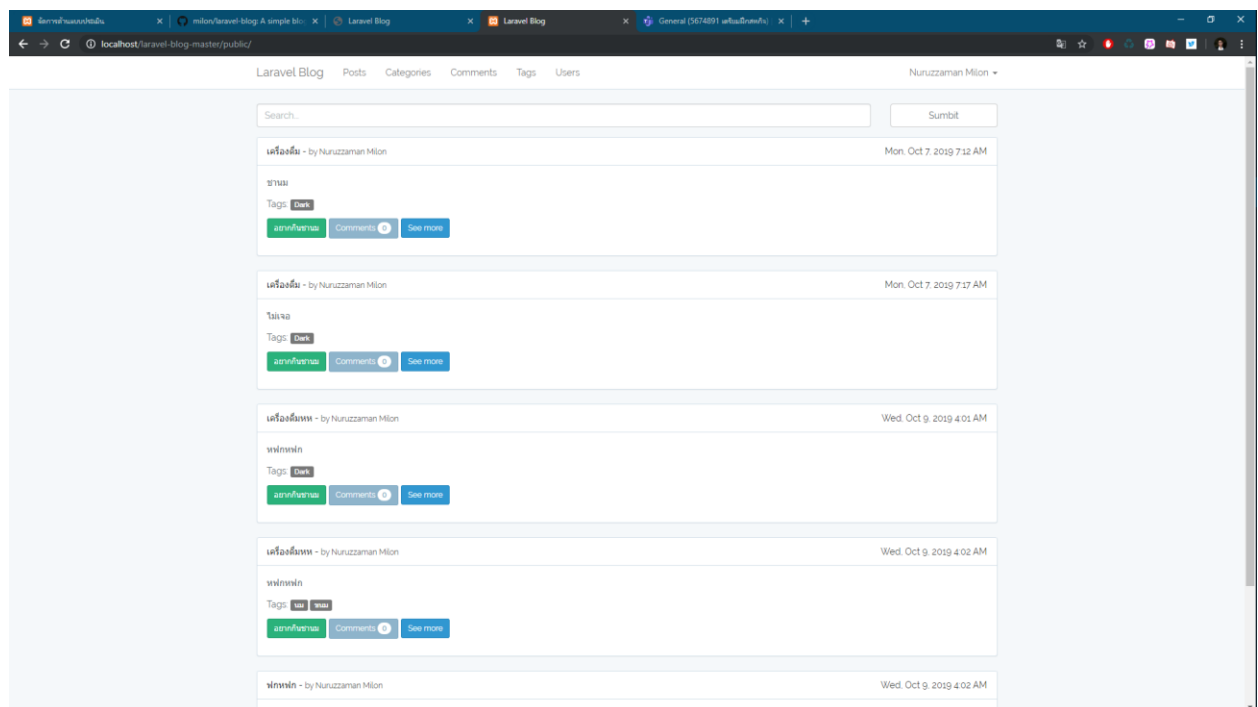 milon/laravel-blog: A simple blo
Laravel Blog
Laravel Blog
localhost/laravel-blog-master/public/
Laravel Blog Posts Categories Comments Tags Users Nuruzzaman Milon
Search... Sumbit
เครื่องดื่ม - by Nuruzzaman Milon Mon, Oct 7, 2019 7:12 AM
ชานม
Tags: Dark
อยากกินชานม Comments 0 See more
เครื่องดื่ม - by Nuruzzaman Milon Mon, Oct 7, 2019 7:17 AM
ไม่เจอ
Tags: Dark
อยากกินชานม Comments 0 See more
เครื่องดื่มหห - by Nuruzzaman Milon Wed, Oct 9, 2019 4:01 AM
หฟกหฟก
Tags: Dark
อยากกินชานม Comments 0 See more
เครื่องดื่มหห - by Nuruzzaman Milon Wed, Oct 9, 2019 4:02 AM
หฟกหฟก
Tags: นม
อยากกินชานม Comments 0 See more
ฟกหฟก - by Nuruzzaman Milon Wed, Oct 9, 2019 4:02 AM